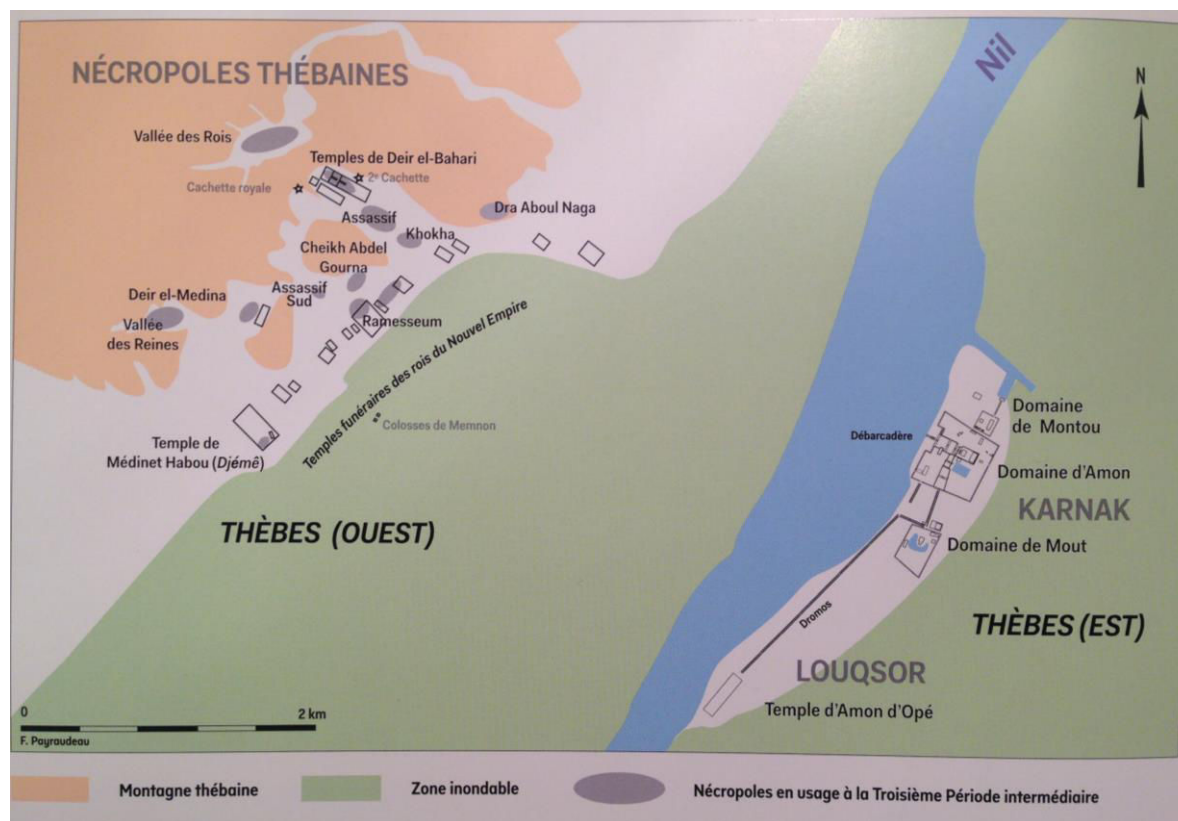 NÉCROPOLES THÉBAINES
Nil
N
Vallée des Rois
Temples de Deir el-Bahari
Cachette royale
2e Cachette
Assassif
Dra Aboul Naga
Khokha
Cheikh Abdel
Gourna
Deir el-Medina
Assassif
Sud
Vallée
des Reines
Ramesseum
Temples funéraires des rois du Nouvel Empire
Colosses de Memnon
Temple de
Médinet Habou (Djémê)
Domaine
de Montou
Débarcadère
Domaine d'Amon
KARNAK
THÈBES (OUEST)
Domaine de Mout
Dromos
THÈBES (EST)
LOUQSOR
Temple d'Amon d'Opé
0
2 km
F. Payraudeau
Montagne thébaine
Zone inondable
Nécropoles en usage à la Troisième Période intermédiaire